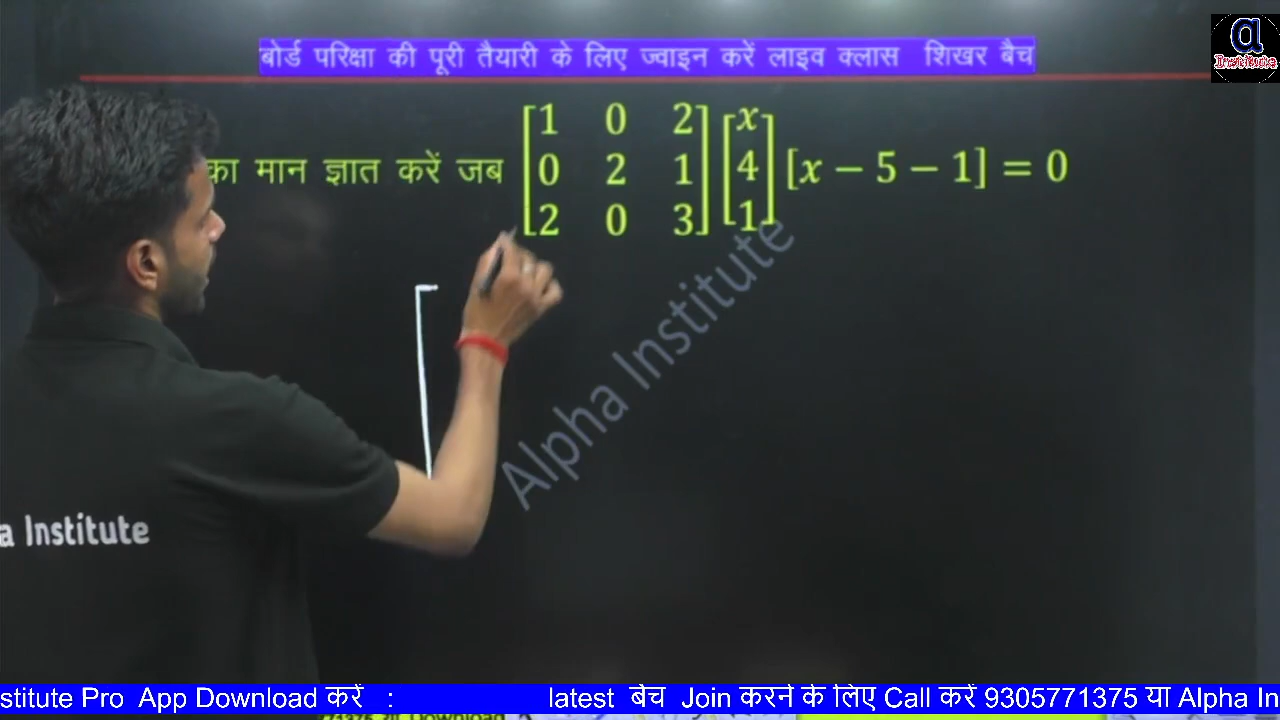 बोर्ड परिक्षा की पूरी तैयारी के लिए ज्वाइन करें लाइव क्लास शिखर बैच
α
Institute
का मान ज्ञात करें जब [1 0 2 0 2 1 2 0 3] [x 4 1] [x − 5 − 1] = 0
Alpha Institute
a Institute
stitute Pro App Download करें : latest बैच Join करने के लिए Call करें 9305771375 या Alpha In